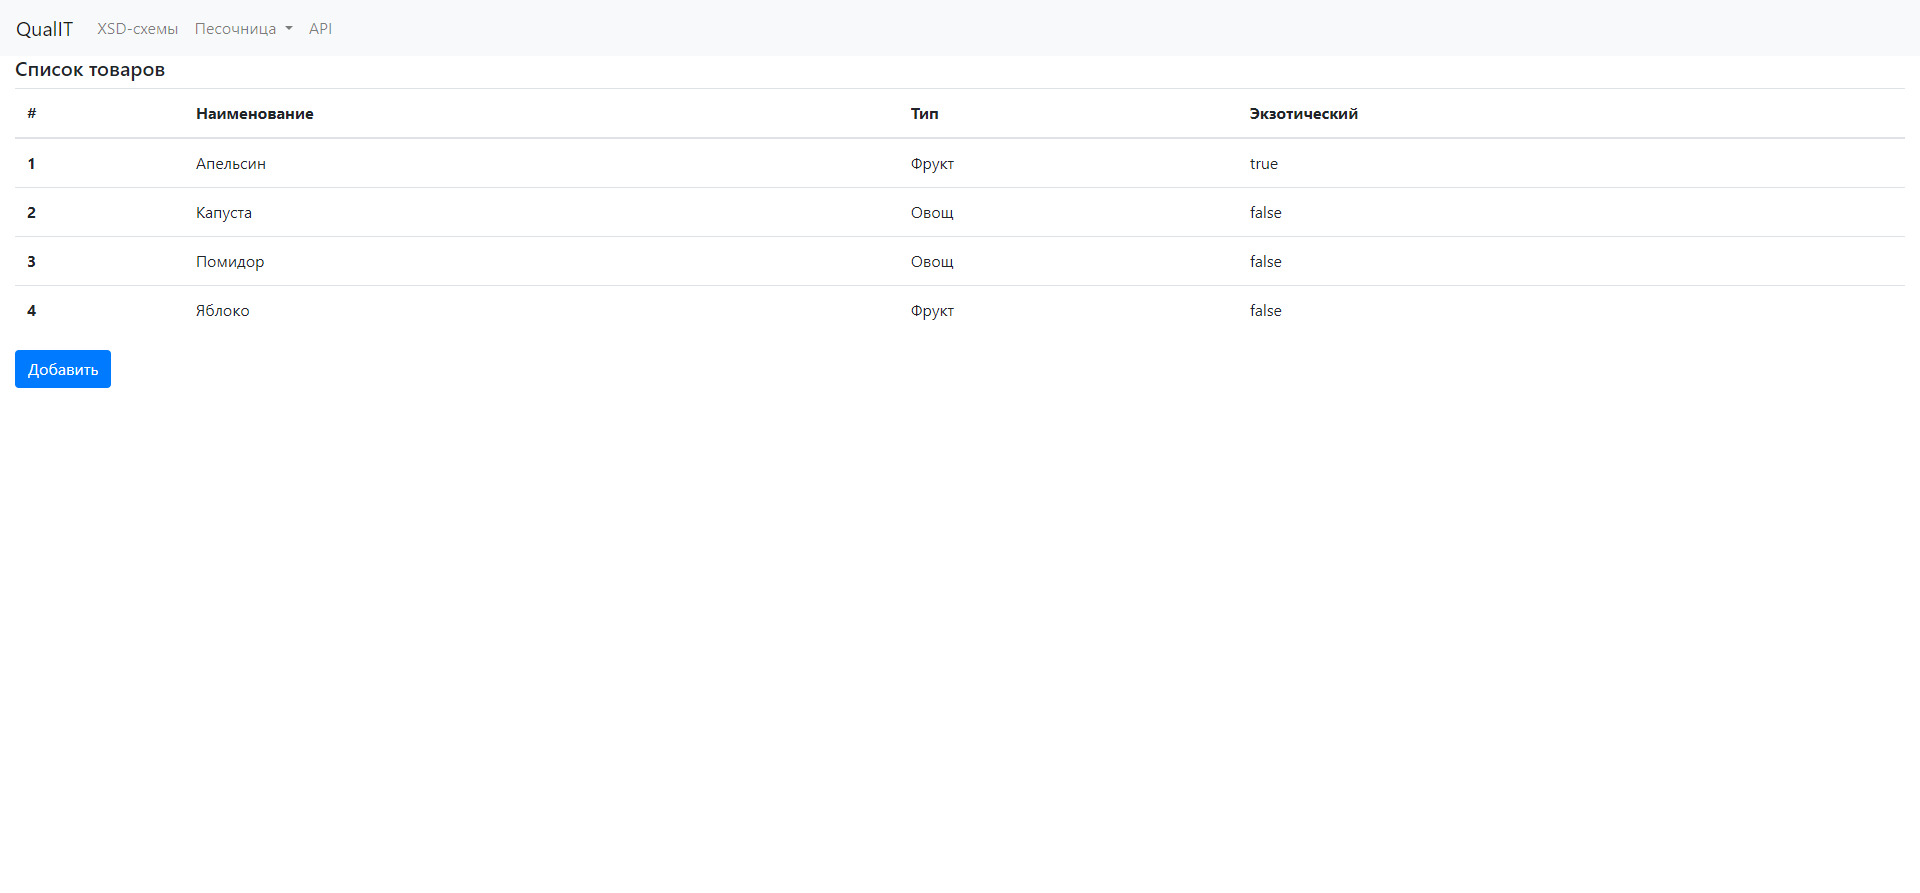 QualIT XSD-схемы Песочница API
Список товаров
# Наименование Тип Экзотический
1 Апельсин Фрукт true
2 Капуста Овощ false
3 Помидор Овощ false
4 Яблоко Фрукт false
Добавить